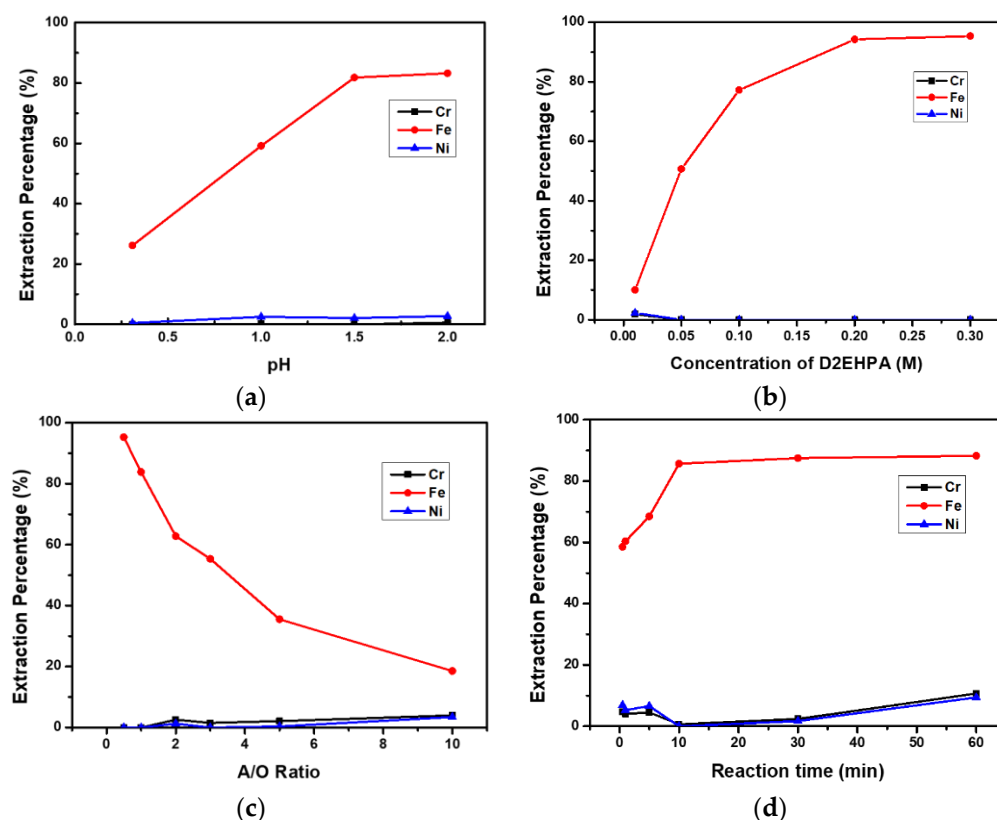 100
80
60
40
20
0
Extraction Percentage (%)
Cr
Fe
Ni
0.0 0.5 1.0 1.5 2.0
pH
(a)
100
80
60
40
20
0
Extraction Percentage (%)
Cr
Fe
Ni
0.00 0.05 0.10 0.15 0.20 0.25 0.30
Concentration of D2EHPA (M)
(b)
100
80
60
40
20
0
Extraction Percentage (%)
Cr
Fe
Ni
0 2 4 6 8 10
A/O Ratio
(c)
100
80
60
40
20
0
Extraction Percentage (%)
Cr
Fe
Ni
0 10 20 30 40 50 60
Reaction time (min)
(d)